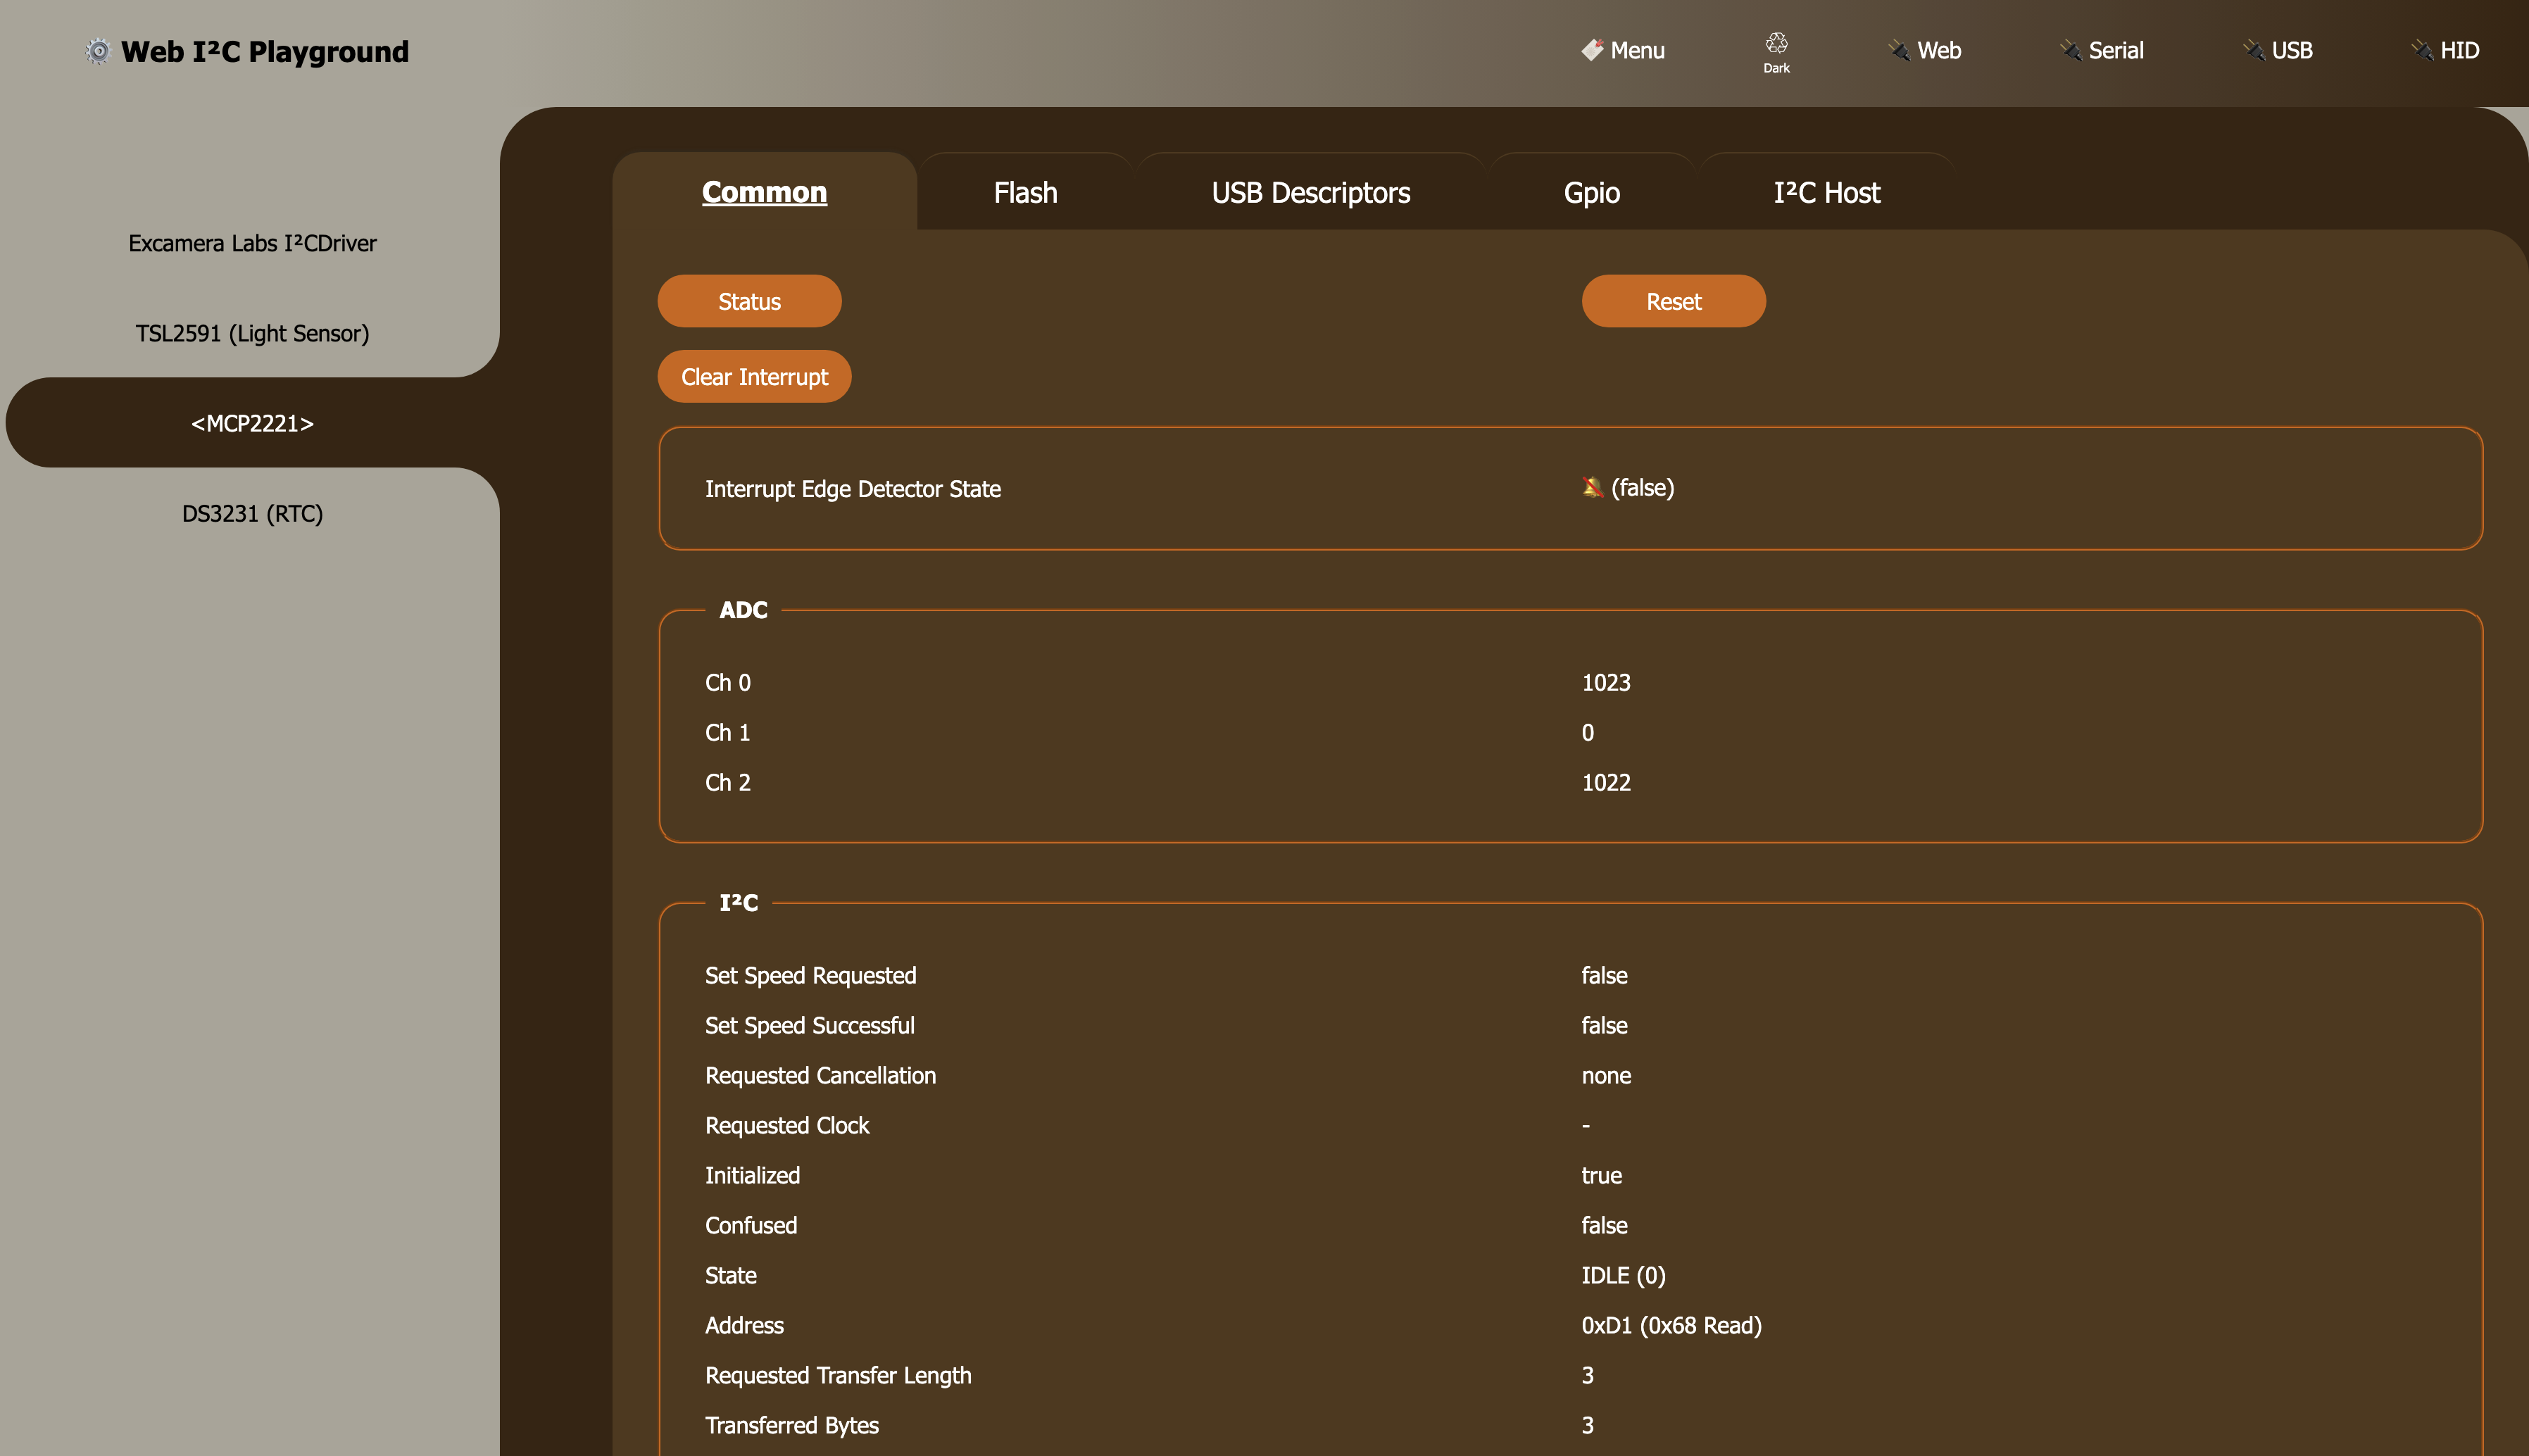 Web I²C Playground
Menu
Dark
Web
Serial
USB
HID
Excamera Labs I²CDriver
TSL2591 (Light Sensor)
<MCP2221>
DS3231 (RTC)
Common
Flash
USB Descriptors
Gpio
I²C Host
Status
Reset
Clear Interrupt
Interrupt Edge Detector State (false)
ADC
Ch 0 1023
Ch 1 0
Ch 2 1022
I²C
Set Speed Requested false
Set Speed Successful false
Requested Cancellation none
Requested Clock -
Initialized true
Confused false
State IDLE (0)
Address 0xD1 (0x68 Read)
Requested Transfer Length 3
Transferred Bytes 3